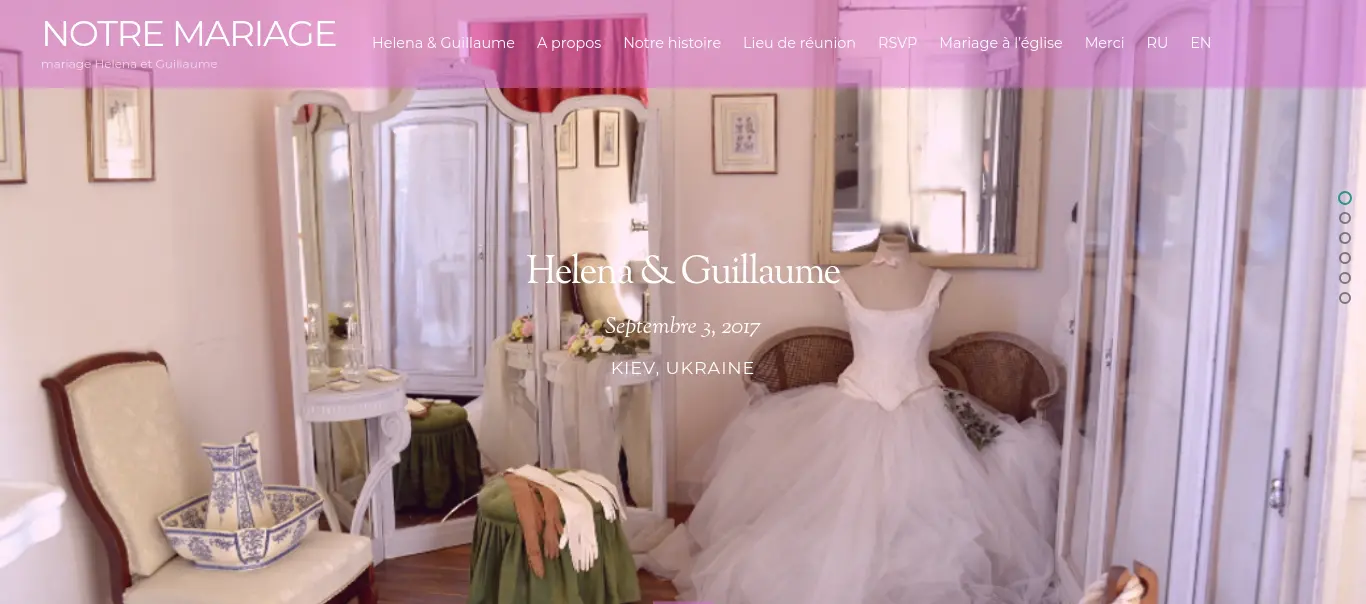 NOTRE MARIAGE
mariage Helena et Guillaume
Helena & Guillaume A propos Notre histoire Lieu de réunion RSVP Mariage à l'église Merci RU EN
Helena & Guillaume
Septembre 3, 2017
KIEV, UKRAINE